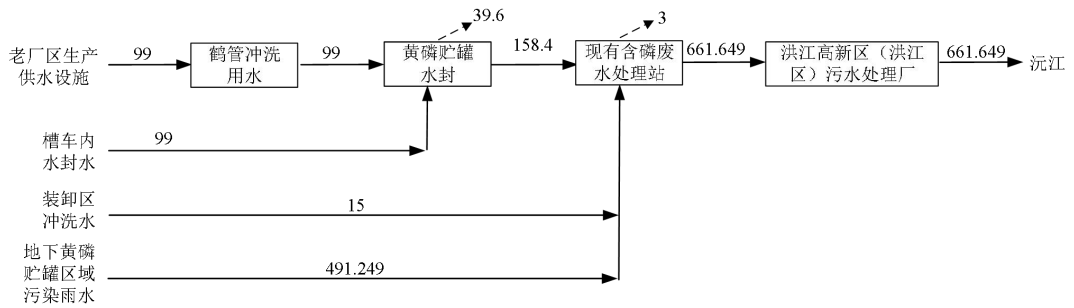 39.6
3
老厂区生产
供水设施
99
鹤管冲洗
用水
99
黄磷贮罐
水封
158.4
现有含磷废
水处理站
661.649
洪江高新区（洪江
区）污水处理厂
661.649
沅江
槽车内
水封水
99
装卸区
冲洗水
15
地下黄磷
贮罐区域
污染雨水
491.249